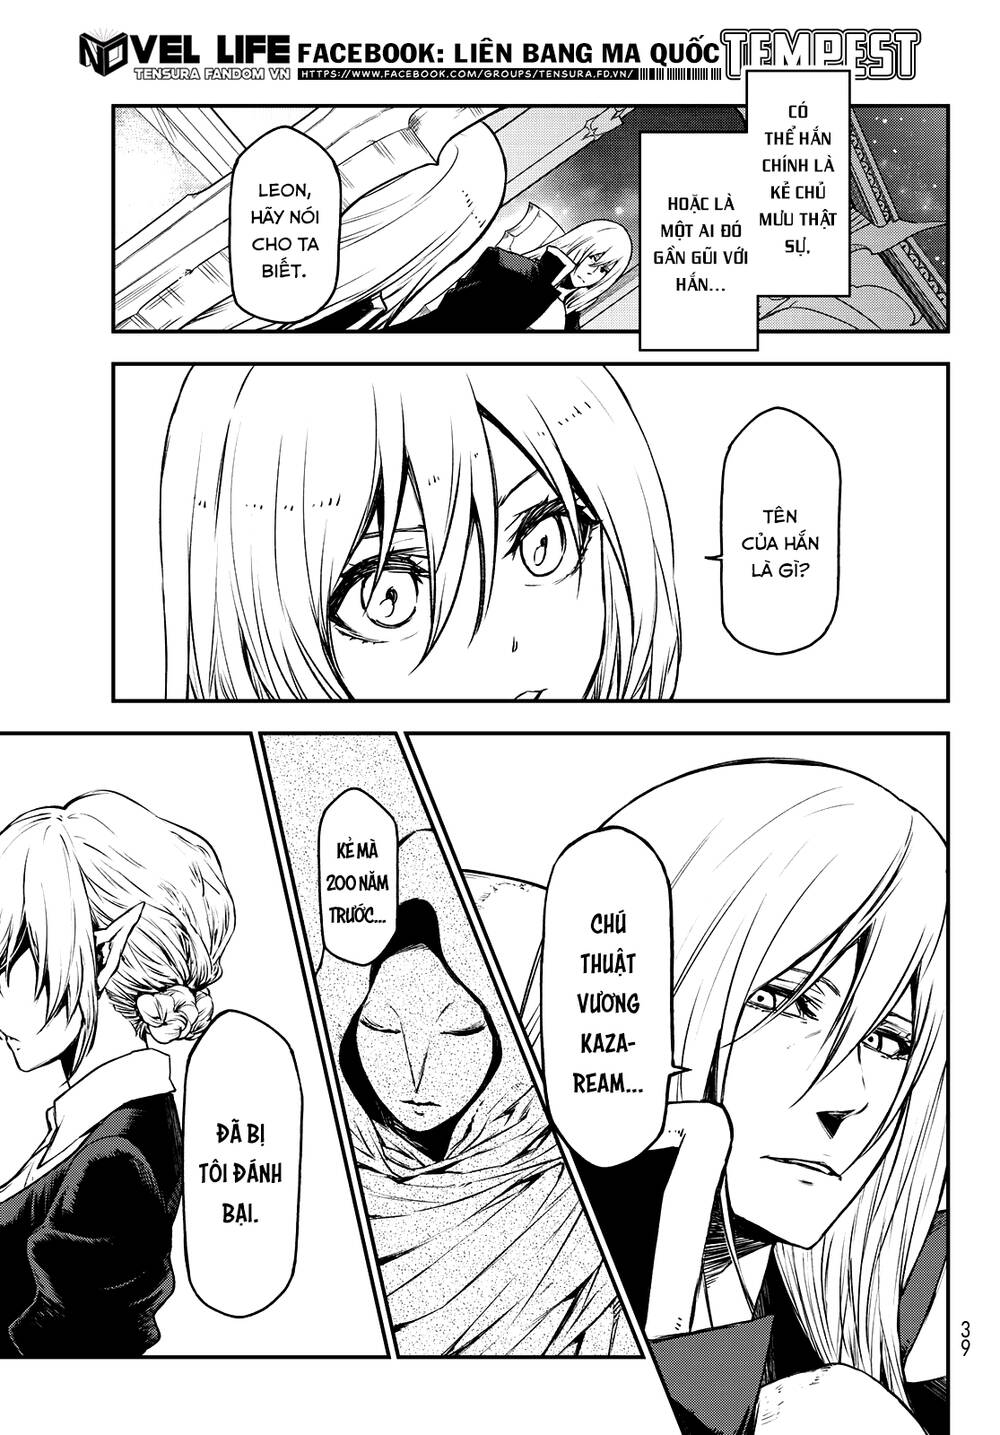 NOVEL LIFE
TENSURA FANDOM VN
FACEBOOK: LIÊN BANG MA QUỐC
HTTPS://WWW.FACEBOOK.COM/GROUPS/TENSURA.FD.VN/
TEMPEST
CÓ
THỂ HẮN
CHÍNH LÀ
KẺ CHỦ
MƯU THẬT
SỰ,
HOẶC LÀ
MỘT AI ĐÓ
GẦN GŨI VỚI
HẮN...
LEON,
HÃY NÓI
CHO TA
BIẾT.
TÊN
CỦA HẮN
LÀ GÌ?
CHÚ
THUẬT
VƯƠNG
KAZA-
REAM...
KẺ MÀ
200 NĂM
TRƯỚC...
ĐÃ BỊ
TÔI ĐÁNH
BẠI.
39